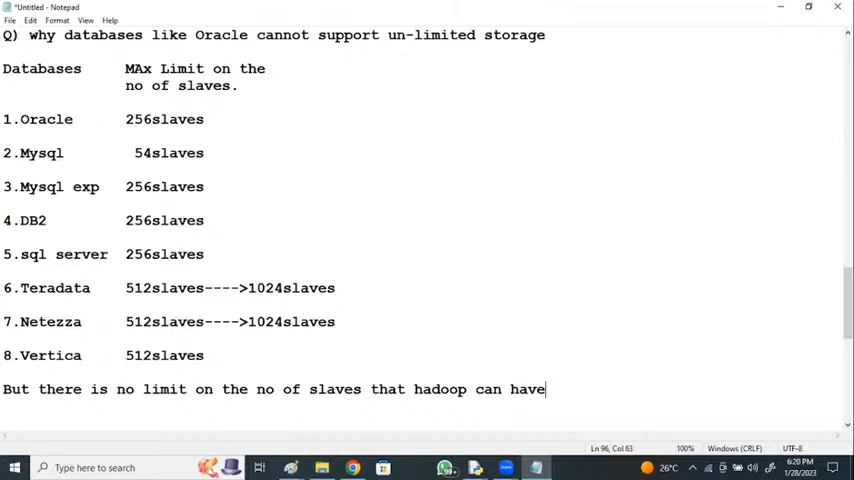 *Untitled - Notepad
File Edit Format View Help
Q) why databases like Oracle cannot support un-limited storage
Databases MAx Limit on the
no of slaves.
1.Oracle 256slaves
2.Mysql 54slaves
3.Mysql exp 256slaves
4.DB2 256slaves
5.sql server 256slaves
6.Teradata 512slaves---->1024slaves
7.Netezza 512slaves---->1024slaves
8.Vertica 512slaves
But there is no limit on the no of slaves that hadoop can have
Ln 96, Col 63 100% Windows (CRLF) UTF-8
Type here to search 99+ 26°C 6:20 PM
1/28/2023